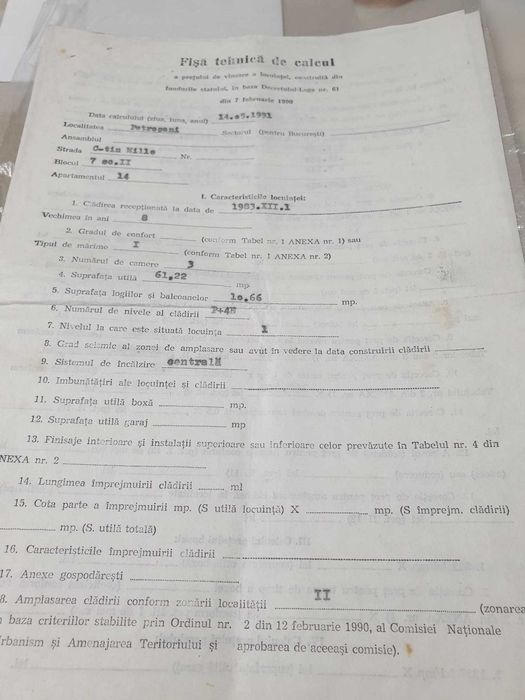 Fişă tehnică de calcul
a preţului de vînzare a locuinţei, construită din
fondurile statului, în baza Decretului-Lege nr. 61
din 7 februarie 1990
Data calculului (ziua, luna, anul) 14.05.1991
Localitatea Petroşani Sectorul (pentru Bucureşti)
Ansamblul
Strada C-tin Mille Nr.
Blocul 7 sc.II
Apartamentul 14
I. Caracteristicile locuinţei:
1. Clădirea recepţionată la data de 1983.XII.1
Vechimea în ani 8
2. Gradul de confort (conform Tabel nr. 1 ANEXA nr. 1) sau
Tipul de mărime I (conform Tabel nr. 1 ANEXA nr. 2)
3. Numărul de camere 3
4. Suprafaţa utilă 61,22 mp
5. Suprafaţa logiilor şi balcoanelor 10,66 mp.
6. Numărul de nivele al clădirii P+4E
7. Nivelul la care este situată locuinţa 1
8. Grad seismic al zonei de amplasare sau avut în vedere la data construirii clădirii
9. Sistemul de încălzire centrală
10. Imbunătăţiri ale locuinţei şi clădirii
11. Suprafaţa utilă boxă mp.
12. Suprafaţa utilă garaj mp
13. Finisaje interioare şi instalaţii superioare sau inferioare celor prevăzute în Tabelul nr. 4 din
NEXA nr. 2
14. Lungimea împrejmuirii clădirii ml
15. Cota parte a împrejmuirii mp. (S utilă locuinţă) X mp. (S împrejm. clădirii)
mp. (S. utilă totală)
16. Caracteristicile împrejmuirii clădirii
17. Anexe gospodăreşti
8. Amplasarea clădirii conform zonării localităţii II (zonarea
baza criteriilor stabilite prin Ordinul nr. 2 din 12 februarie 1990, al Comisiei Naţionale
rbanism şi Amenajarea Teritoriului şi aprobarea de aceeaşi comisie).